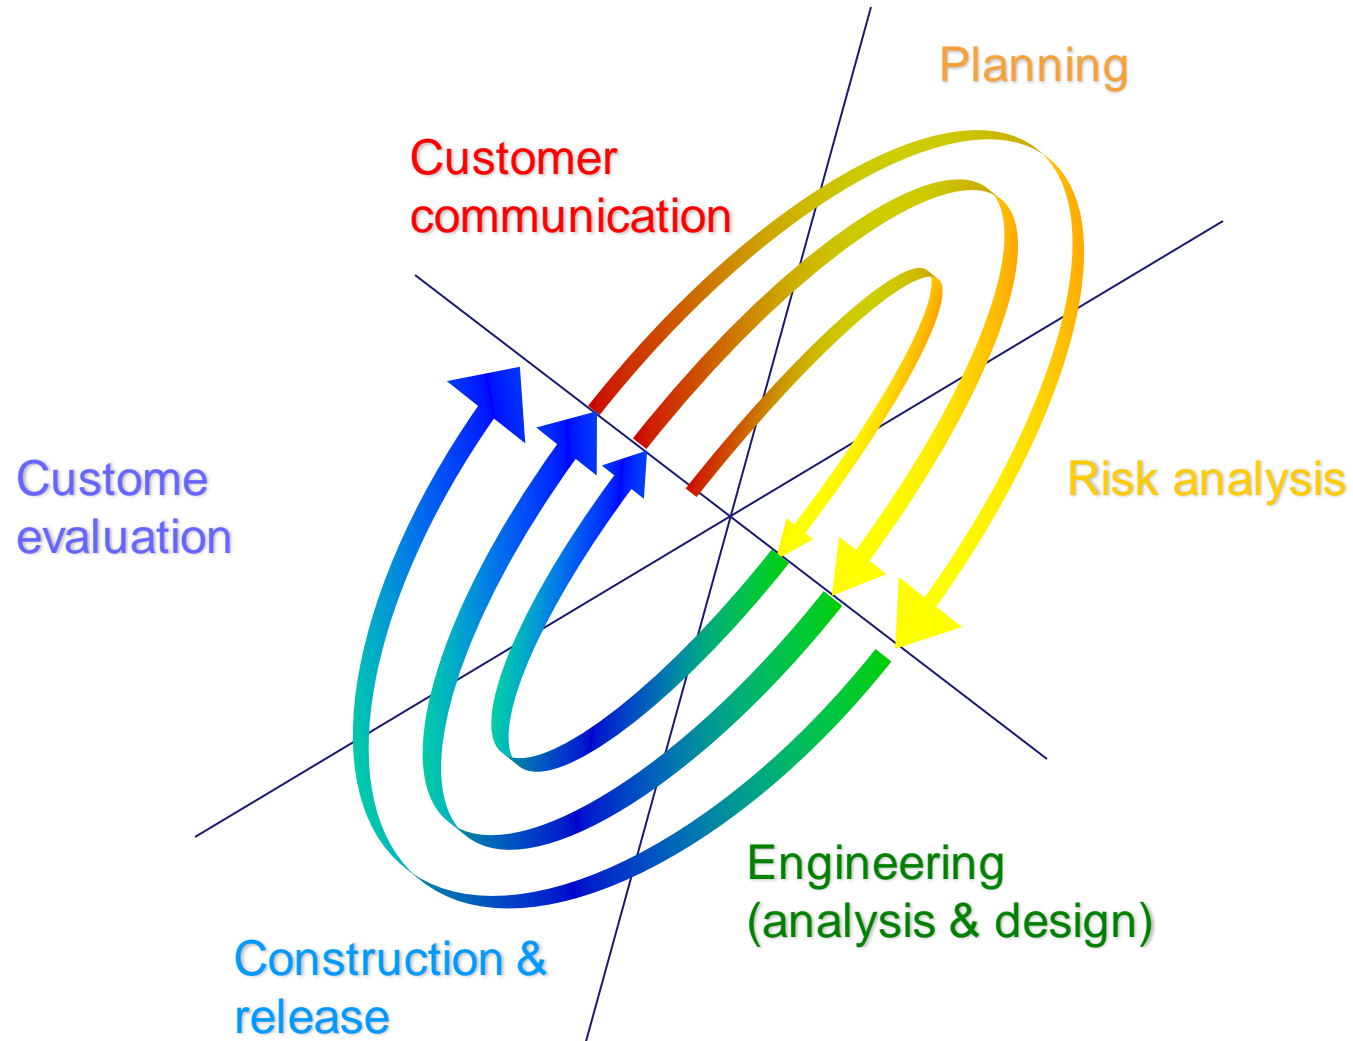 Planning
Customer
communication
Risk analysis
Custome
evaluation
Engineering
(analysis & design)
Construction &
release